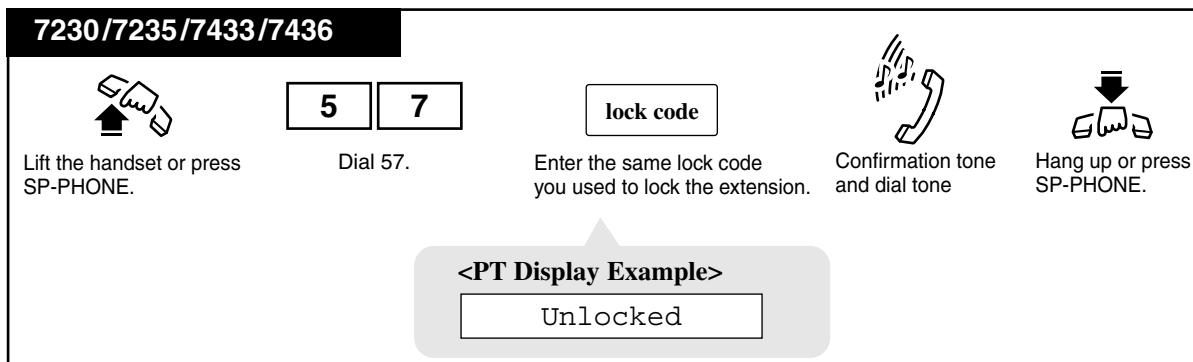 7230/7235/7433/7436
5 7
lock code
Lift the handset or press
SP-PHONE.
Dial 57.
Enter the same lock code
you used to lock the extension.
Confirmation tone
and dial tone
Hang up or press
SP-PHONE.
<PT Display Example>
Unlocked